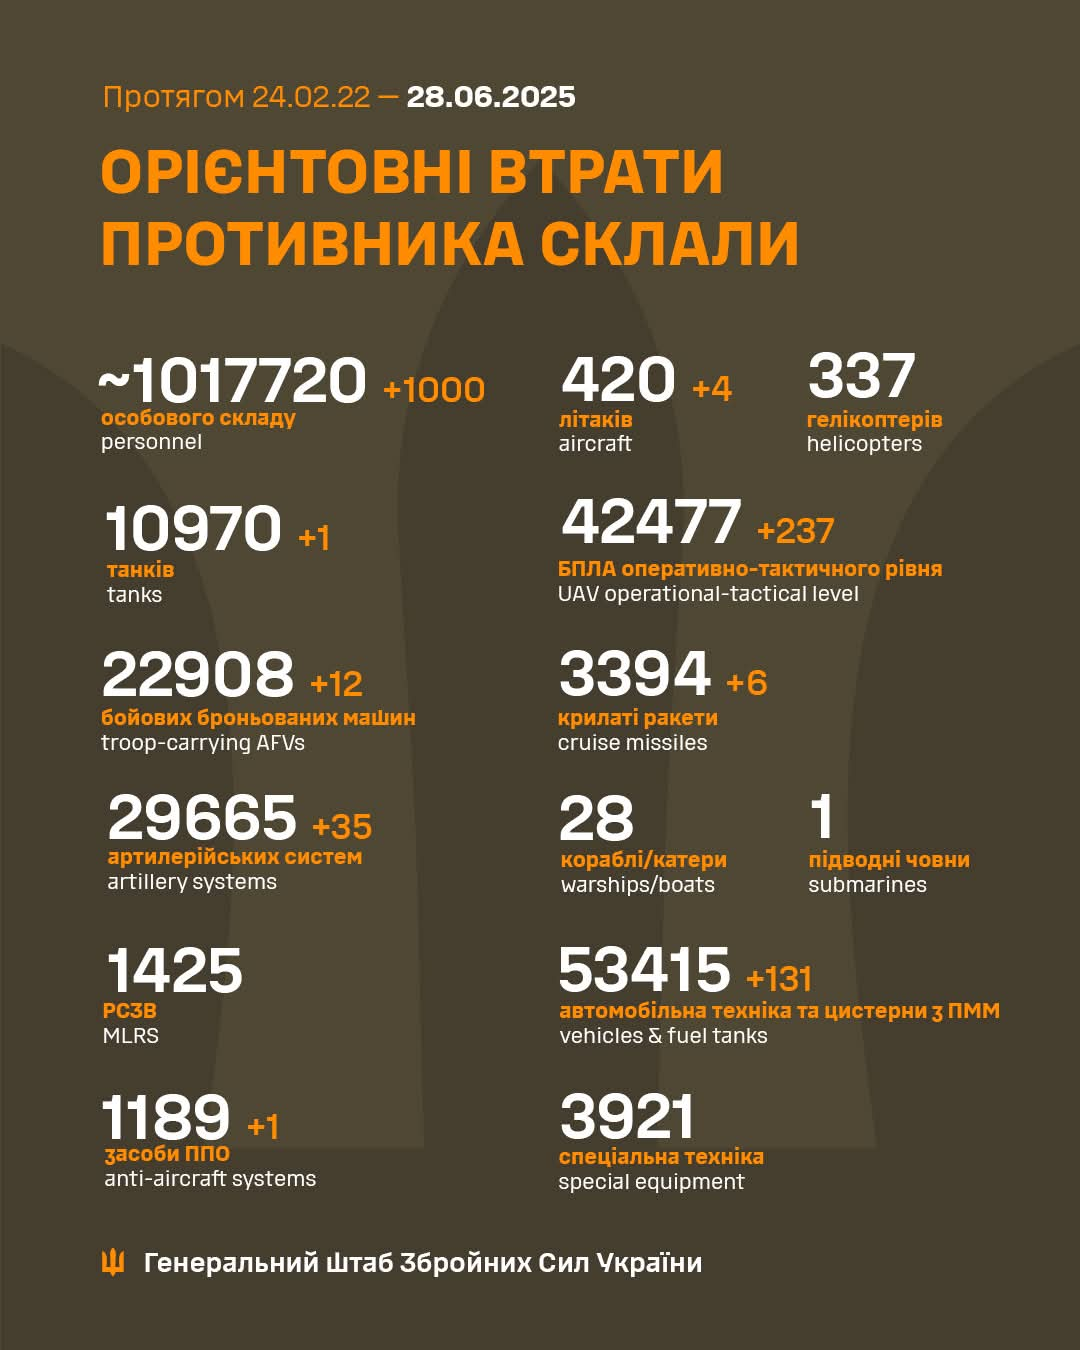 Протягом 24.02.22 — 28.06.2025
ОРІЄНТОВНІ ВТРАТИ
ПРОТИВНИКА СКЛАЛИ
~1017720 +1000
особового складу
personnel
420 +4
літаків
aircraft
337
гелікоптерів
helicopters
10970 +1
танків
tanks
42477 +237
БПЛА оперативно-тактичного рівня
UAV operational-tactical level
22908 +12
бойових броньованих машин
troop-carrying AFVs
3394 +6
крилаті ракети
cruise missiles
29665 +35
артилерійських систем
artillery systems
28
кораблі/катери
warships/boats
1
підводні човни
submarines
1425
РСЗВ
MLRS
53415 +131
автомобільна техніка та цистерни з ПММ
vehicles & fuel tanks
1189 +1
засоби ППО
anti-aircraft systems
3921
спеціальна техніка
special equipment
Генеральний Штаб Збройних Сил України